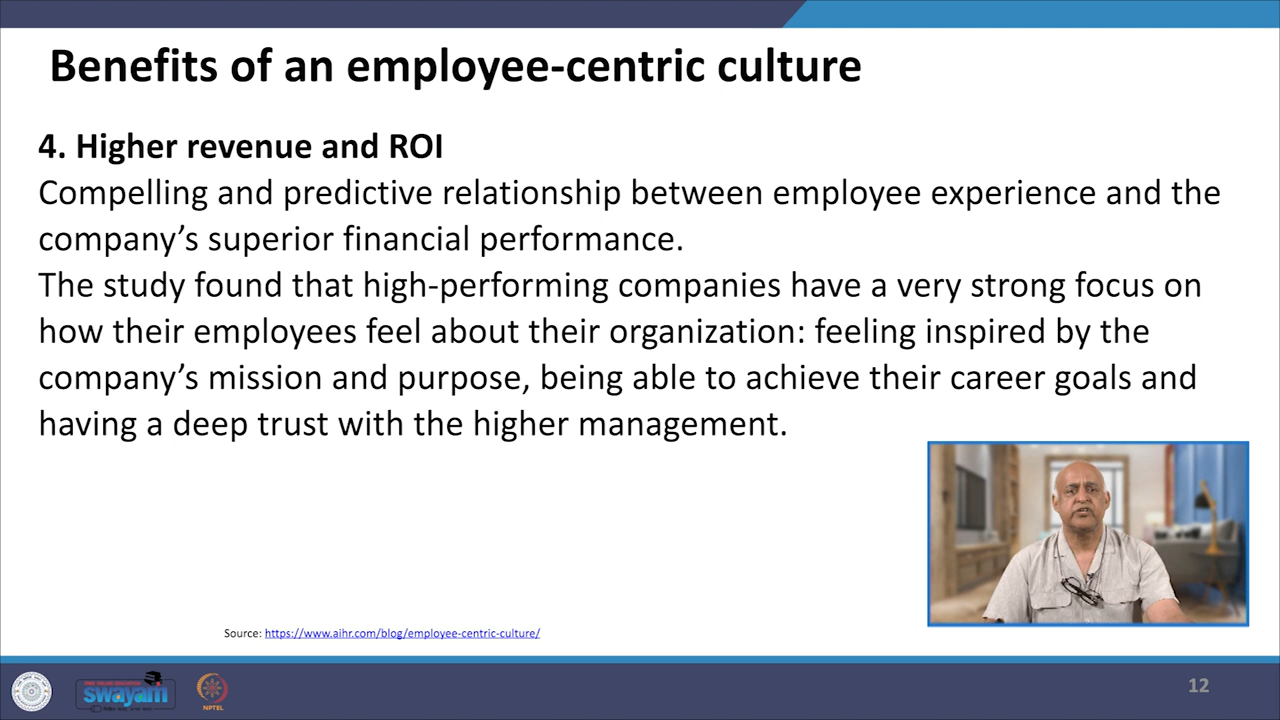 Benefits of an employee-centric culture
4. Higher revenue and ROI
Compelling and predictive relationship between employee experience and the
company’s superior financial performance.
The study found that high-performing companies have a very strong focus on
how their employees feel about their organization: feeling inspired by the
company’s mission and purpose, being able to achieve their career goals and
having a deep trust with the higher management.
Source: https://www.aihr.com/blog/employee-centric-culture/
swayam
NPTEL
12